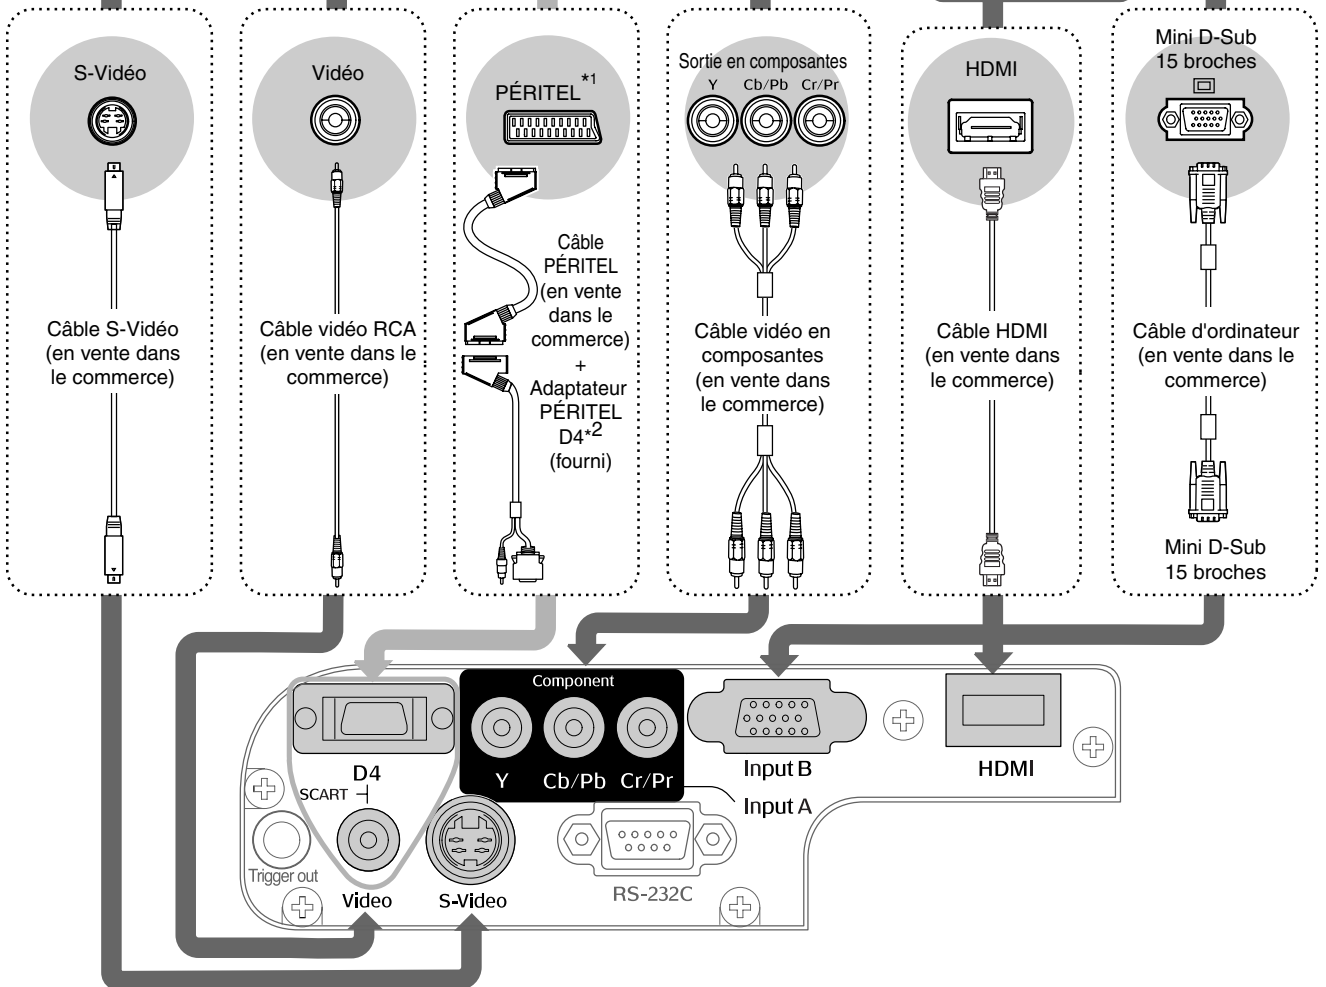 S-Vidéo
Câble S-Vidéo
(en vente dans
le commerce)
Vidéo
Câble vidéo RCA
(en vente dans le
commerce)
PÉRITEL*1
Câble
PÉRITEL
(en vente
dans le
commerce)
+
Adaptateur
PÉRITEL
D4*2
(fourni)
Sortie en composantes
Y Cb/Pb Cr/Pr
Câble vidéo en
composantes
(en vente dans
le commerce)
HDMI
Câble HDMI
(en vente dans
le commerce)
Mini D-Sub
15 broches
Câble d'ordinateur
(en vente dans le
commerce)
Mini D-Sub
15 broches
Component
Y Cb/Pb Cr/Pr
Input A
Input B
HDMI
D4
SCART
Trigger out
Video
S-Video
RS-232C